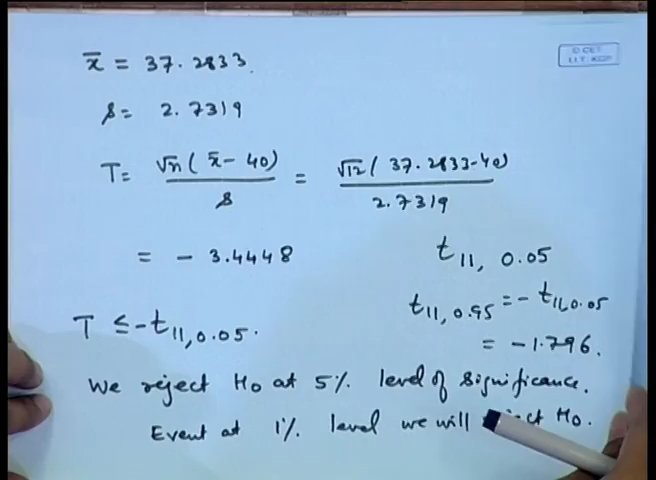 x̄ = 37.2833.
© CET
I.I.T. KGP
s = 2.7319
T = √n ( x̄ - 40) / s = √12 ( 37.2833-40) / 2.7319
= - 3.4448
t11, 0.05
t11, 0.95 = - t11,0.05
= -1.796.
T ≤ -t11,0.05.
We reject H0 at 5% level of significance.
Event at 1% level we will H0.